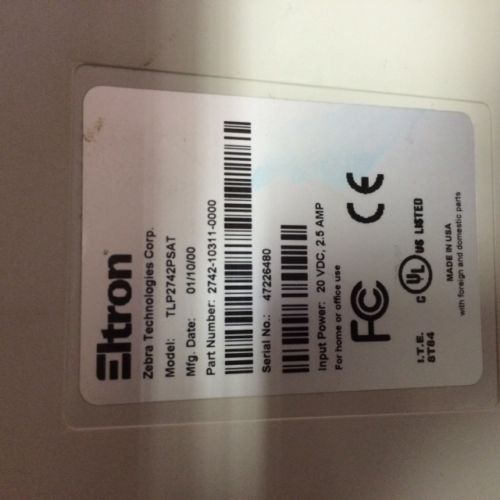 Eltron®
Zebra Technologies Corp.
Model: TLP2742PSAT
Mfg. Date: 01/10/00
Part Number: 2742-10311-0000
Serial No.: 47226480
Input Power: 20 VDC, 2.5 AMP
For home or office use
FC CE
I.T.E.
8T84
C UL US LISTED
MADE IN USA
with foreign and domestic parts